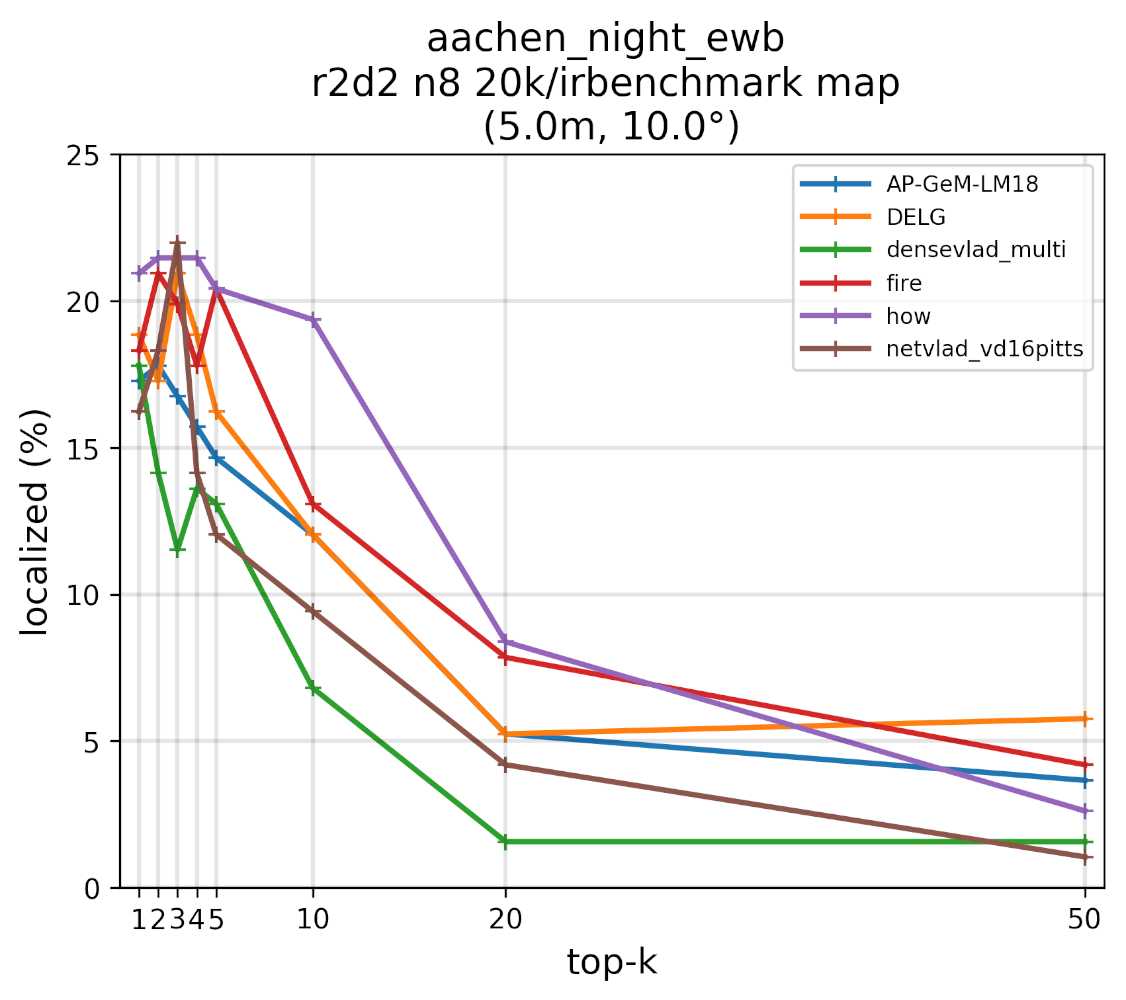 aachen_night_ewb
r2d2 n8 20k/irbenchmark map
(5.0m, 10.0°)
25
20
15
10
5
0
localized (%)
AP-GeM-LM18
DELG
densevlad_multi
fire
how
netvlad_vd16pitts
1 2 3 4 5 10 20 50
top-k